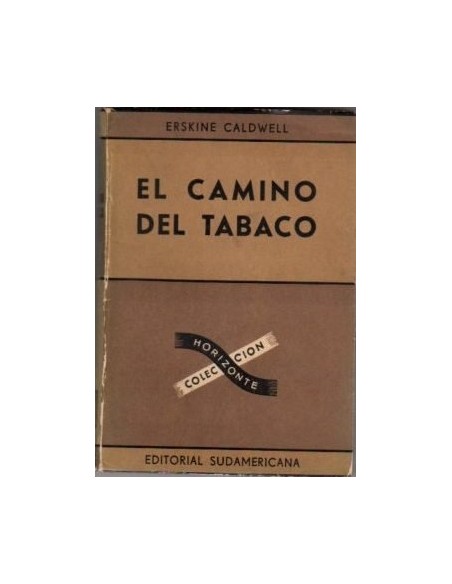 ERSKINE CALDWELL
EL CAMINO
DEL TABACO
HORIZONTE
COLECCION
EDITORIAL SUDAMERICANA